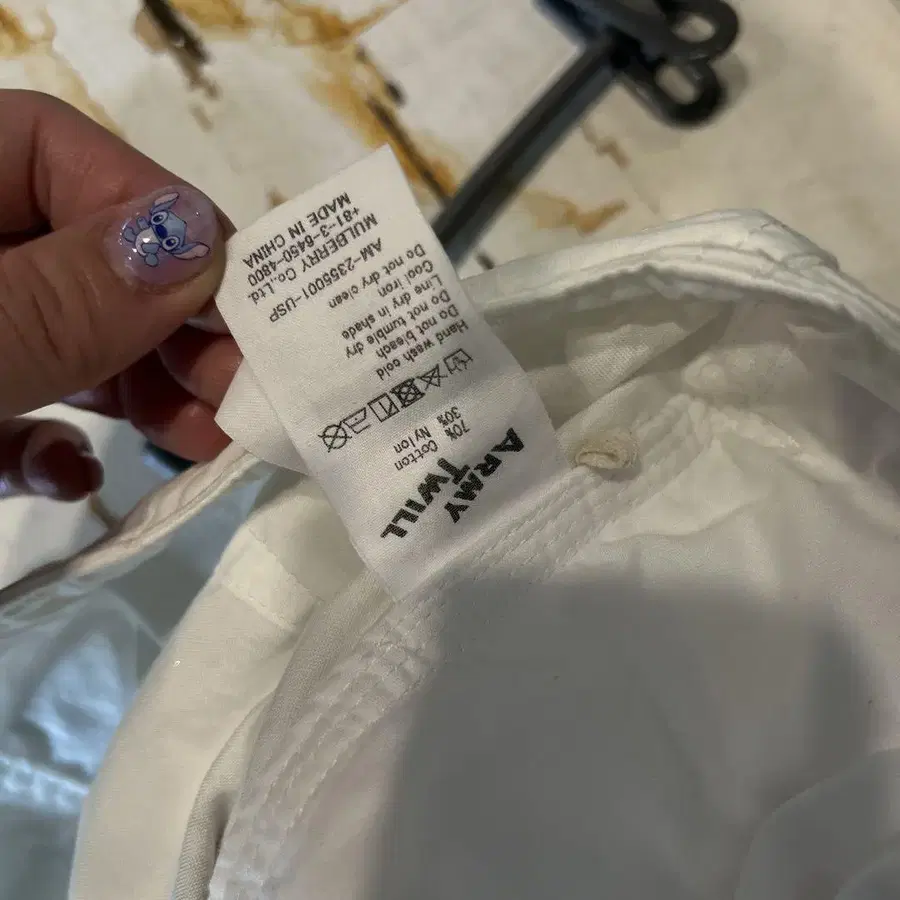 ARMY
TWILL
70% Cotton
30% Nylon
Hand wash cold
Do not bleach
Do not tumble dry
Line dry in shade
Cool iron
Do not dry clean
AM-235001-USP
MULBERRY Co.,Ltd.
+81-3-6450-4800
MADE IN CHINA